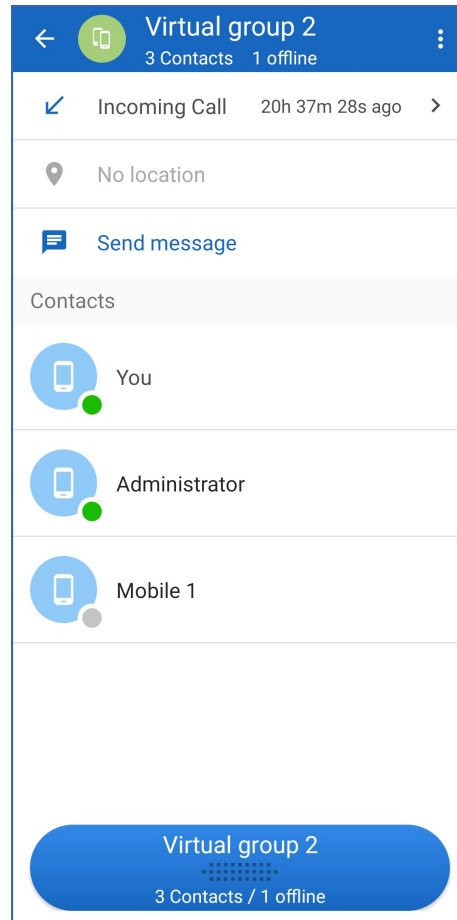 Virtual group 2
3 Contacts 1 offline
Incoming Call 20h 37m 28s ago
No location
Send message
Contacts
You
Administrator
Mobile 1
Virtual group 2
3 Contacts / 1 offline